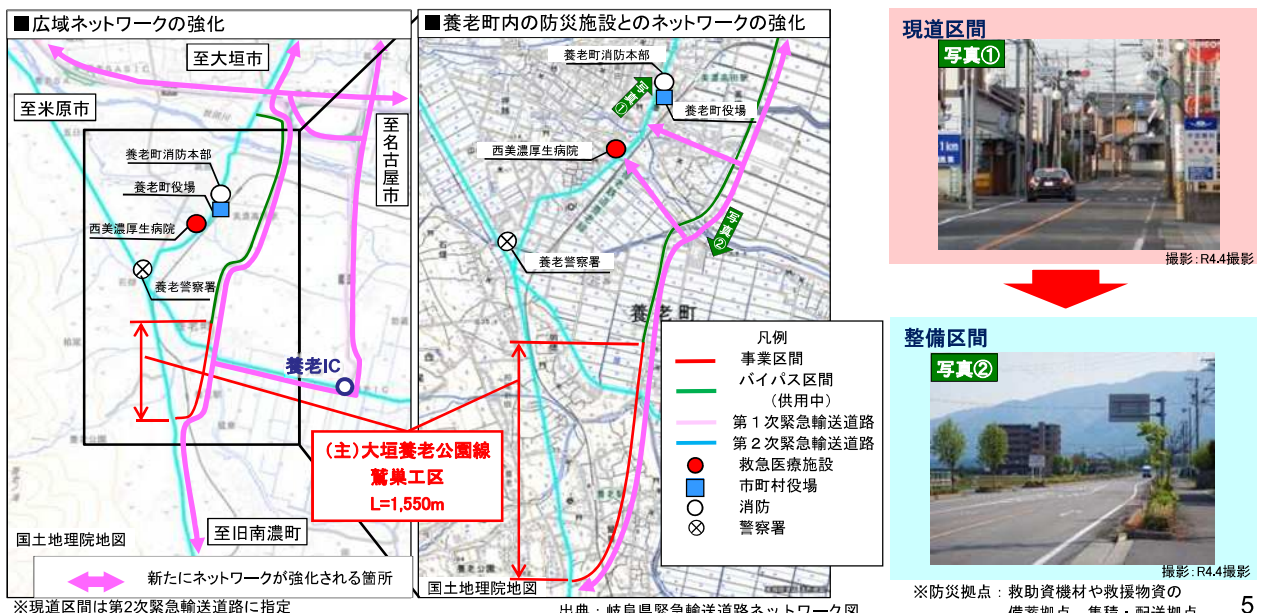 ■広域ネットワークの強化
至大垣市
至米原市
至名古屋市
養老町消防本部
養老町役場
西美濃厚生病院
養老警察署
養老IC
(主)大垣養老公園線
鷲巣工区
L=1,550m
至旧南濃町
国土地理院地図
新たにネットワークが強化される箇所
※現道区間は第2次緊急輸送道路に指定
■養老町内の防災施設とのネットワークの強化
養老町消防本部
写真①
養老町役場
西美濃厚生病院
写真②
養老警察署
養老町
凡例
事業区間
バイパス区間
(供用中)
第1次緊急輸送道路
第2次緊急輸送道路
救急医療施設
市町村役場
消防
警察署
国土地理院地図
出典:岐阜県緊急輸送道路ネットワーク図
現道区間
写真①
1km
撮影:R4.4撮影
整備区間
写真②
撮影:R4.4撮影
※防災拠点:救助資機材や救援物資の
備蓄拠点、集積・配送拠点
5